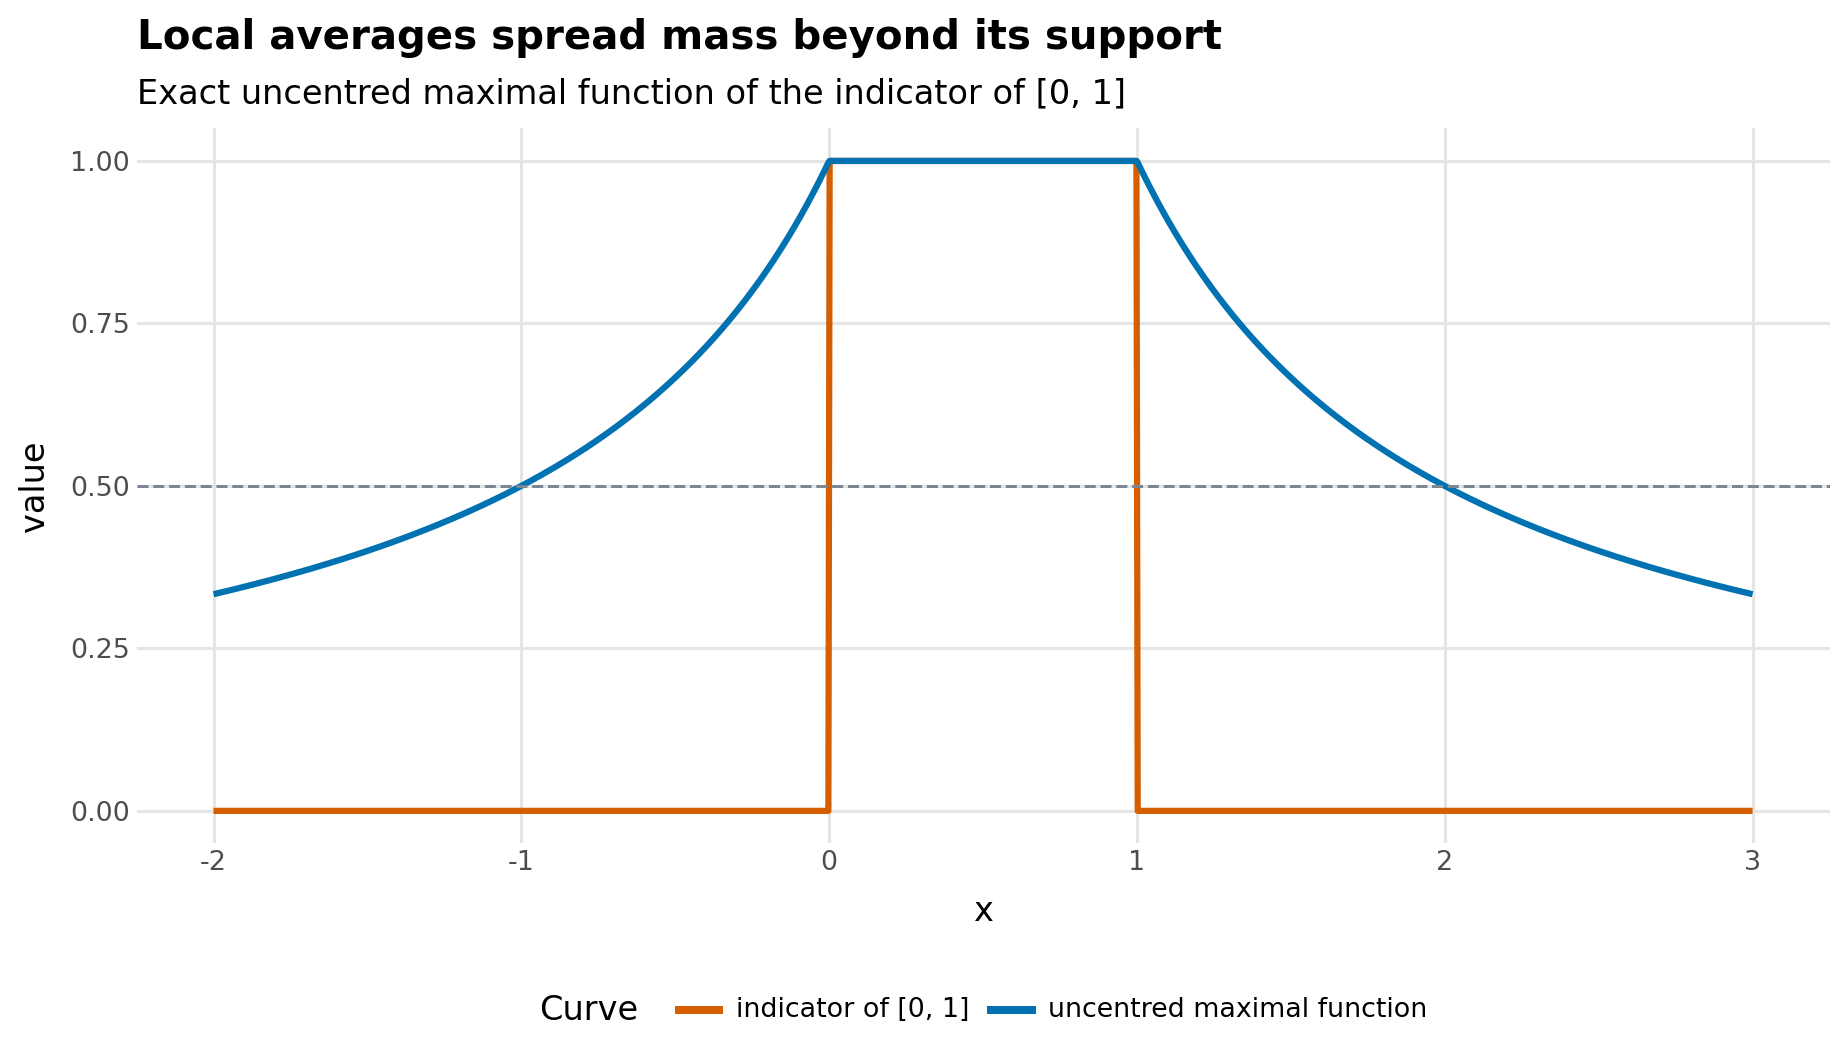 Local averages spread mass beyond its support
Exact uncentred maximal function of the indicator of [0, 1]
1.00
0.75
0.50
0.25
0.00
value
-2 -1 0 1 2 3
x
Curve indicator of [0, 1] uncentred maximal function